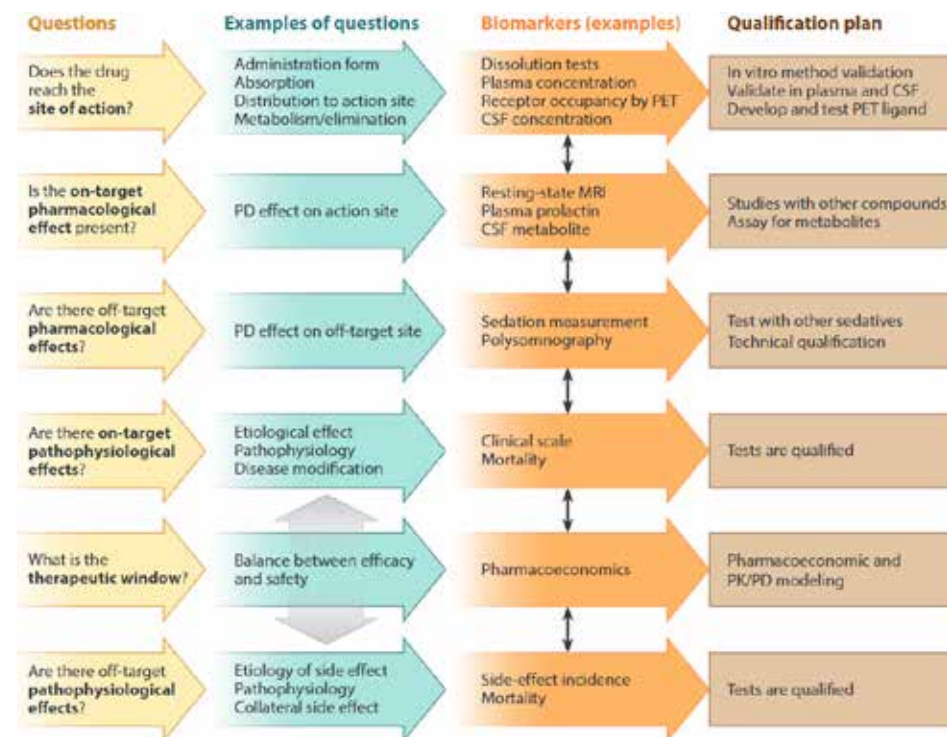 Questions
Examples of questions
Biomarkers (examples)
Qualification plan
Does the drug
reach the
site of action?
Administration form
Absorption
Distribution to action site
Metabolism/elimination
Dissolution tests
Plasma concentration
Receptor occupancy by PET
CSF concentration
In vitro method validation
Validate in plasma and CSF
Develop and test PET ligand
Is the on-target
pharmacological
effect present?
PD effect on action site
Resting-state MRI
Plasma prolactin
CSF metabolite
Studies with other compounds
Assay for metabolites
Are there off-target
pharmacological
effects?
PD effect on off-target site
Sedation measurement
Polysomnography
Test with other sedatives
Technical qualification
Are there on-target
pathophysiological
effects?
Etiological effect
Pathophysiology
Disease modification
Clinical scale
Mortality
Tests are qualified
What is the
therapeutic window?
Balance between efficacy
and safety
Pharmacoeconomics
Pharmacoeconomic and
PK/PD modeling
Are there off-target
pathophysiological
effects?
Etiology of side effect
Pathophysiology
Collateral side effect
Side-effect incidence
Mortality
Tests are qualified